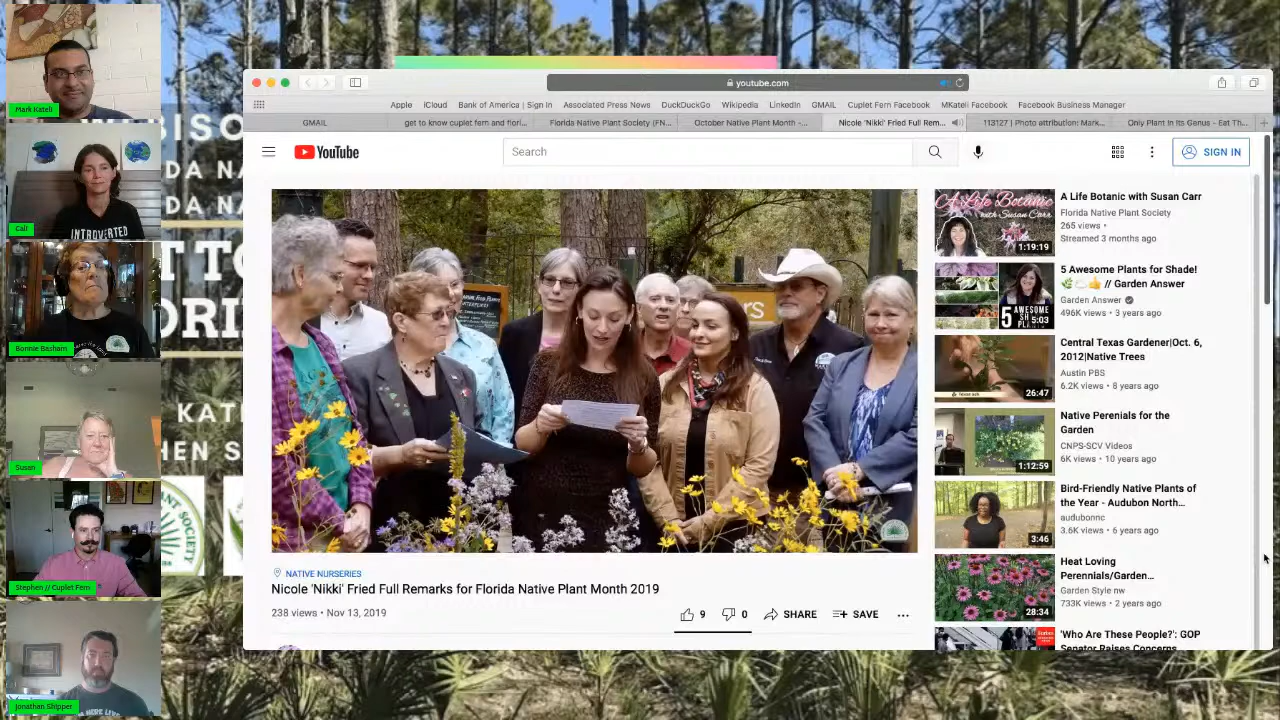 Mark Kateli
Cait
INTROVERTED
Bonnie Basham
Susan
Stephen // Cuplet Fern
Jonathan Shipper
youtube.com
Apple iCloud Bank of America | Sign In Associated Press News DuckDuckGo Wikipedia LinkedIn GMAIL Cuplet Fern Facebook MKateli Facebook Facebook Business Manager
GMAIL get to know cuplet fern and flori... Florida Native Plant Society (FN... October Native Plant Month -... Nicole 'Nikki' Fried Full Rem... 113127 | Photo attribution: Mark... Only Plant In Its Genus - Eat Th...
YouTube
Search
SIGN IN
NATIVE NURSERIES
Nicole 'Nikki' Fried Full Remarks for Florida Native Plant Month 2019
238 views • Nov 13, 2019
9 0 SHARE SAVE ...
A Life Botanic
with Susan Carr
1:19:19
A Life Botanic with Susan Carr
Florida Native Plant Society
265 views •
Streamed 3 months ago
5 AWESOME
5:03
5 Awesome Plants for Shade!
// Garden Answer
Garden Answer
496K views • 3 years ago
26:47
Central Texas Gardener|Oct. 6,
2012|Native Trees
Austin PBS
6.2K views • 8 years ago
1:12:59
Native Perenials for the
Garden
CNPS-SCV Videos
6K views • 10 years ago
3:46
Bird-Friendly Native Plants of
the Year - Audubon North...
audubonnc
3.6K views • 6 years ago
28:34
Heat Loving
Perennials/Garden...
Garden Style nw
733K views • 2 years ago
'Who Are These People?': GOP
Senator Raises Concerns